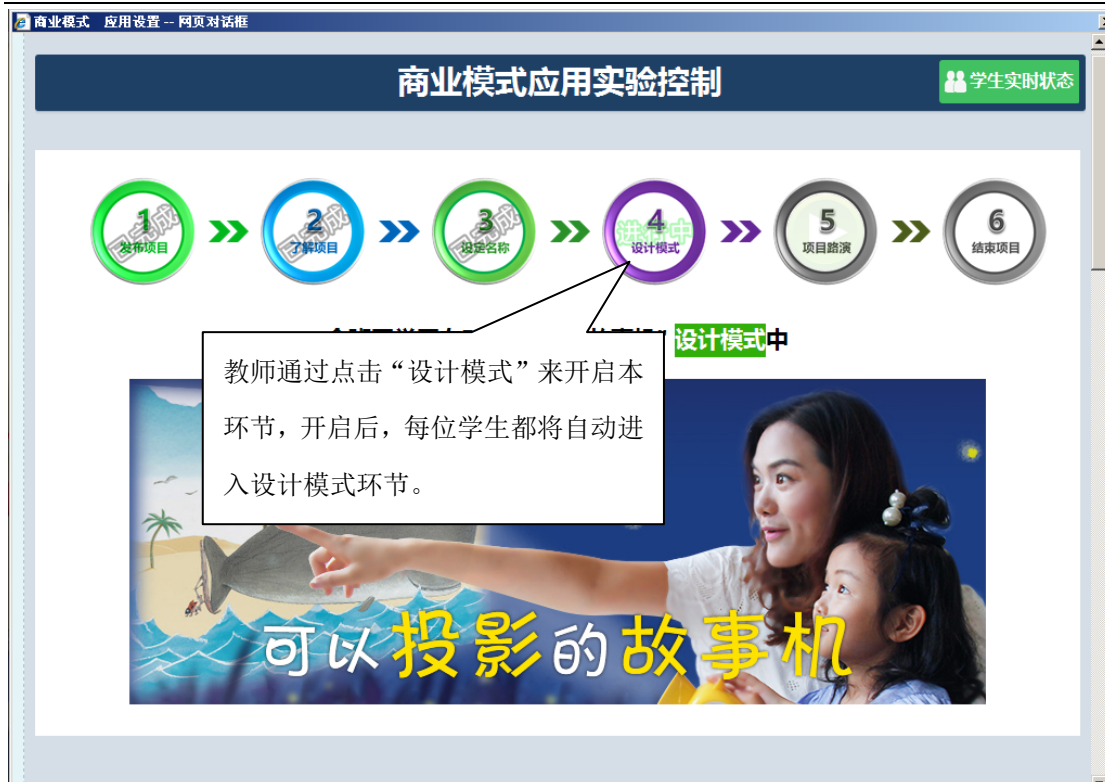 商业模式 应用设置 -- 网页对话框
商业模式应用实验控制
学生实时状态
1
发布项目
已完成
2
了解项目
已完成
3
设定名称
已完成
4
设计模式
进行中
5
项目路演
6
结束项目
设计模式中
教师通过点击“设计模式”来开启本
环节，开启后，每位学生都将自动进
入设计模式环节。
可以投影的故事机